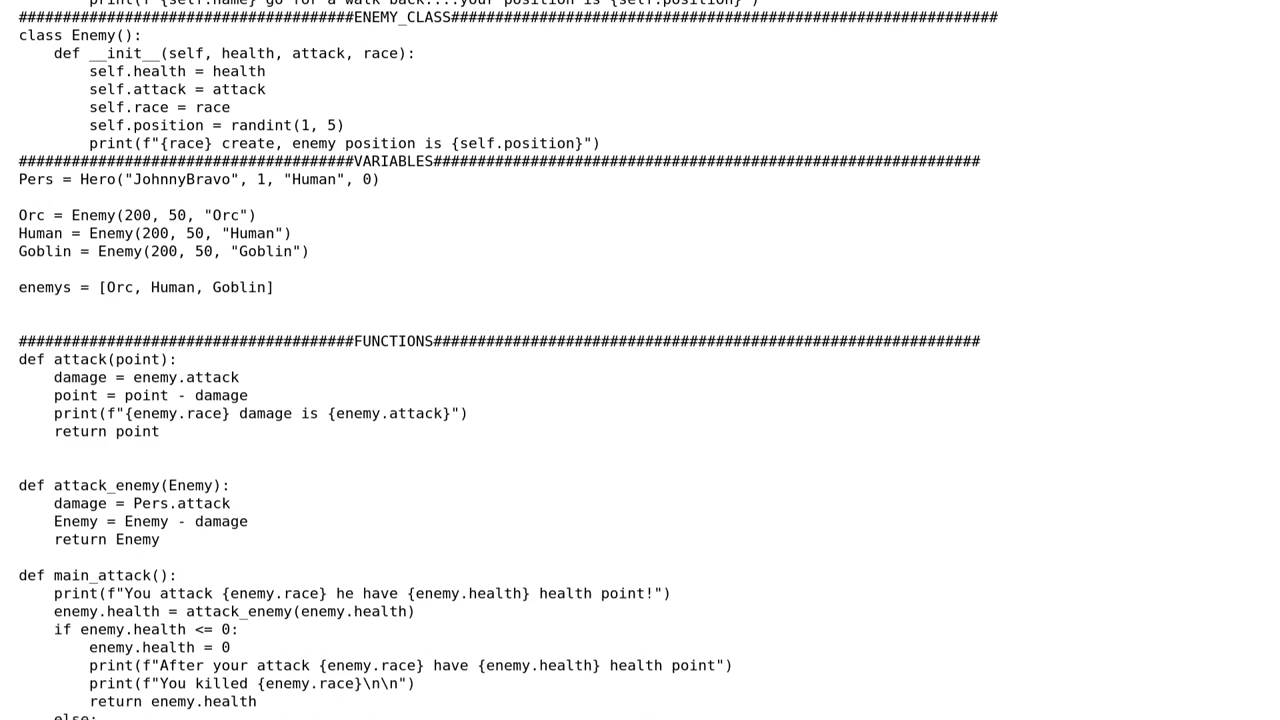 print(f"{self.name} go for a walk back....your position is {self.position}")
######################################ENEMY_CLASS##############################################################
class Enemy():
    def __init__(self, health, attack, race):
        self.health = health
        self.attack = attack
        self.race = race
        self.position = randint(1, 5)
        print(f"{race} create, enemy position is {self.position}")
######################################VARIABLES##############################################################
Pers = Hero("JohnnyBravo", 1, "Human", 0)
Orc = Enemy(200, 50, "Orc")
Human = Enemy(200, 50, "Human")
Goblin = Enemy(200, 50, "Goblin")
enemys = [Orc, Human, Goblin]
######################################FUNCTIONS##############################################################
def attack(point):
    damage = enemy.attack
    point = point - damage
    print(f"{enemy.race} damage is {enemy.attack}")
    return point
def attack_enemy(Enemy):
    damage = Pers.attack
    Enemy = Enemy - damage
    return Enemy
def main_attack():
    print(f"You attack {enemy.race} he have {enemy.health} health point!")
    enemy.health = attack_enemy(enemy.health)
    if enemy.health <= 0:
        enemy.health = 0
        print(f"After your attack {enemy.race} have {enemy.health} health point")
        print(f"You killed {enemy.race}\n\n")
        return enemy.health
    else: